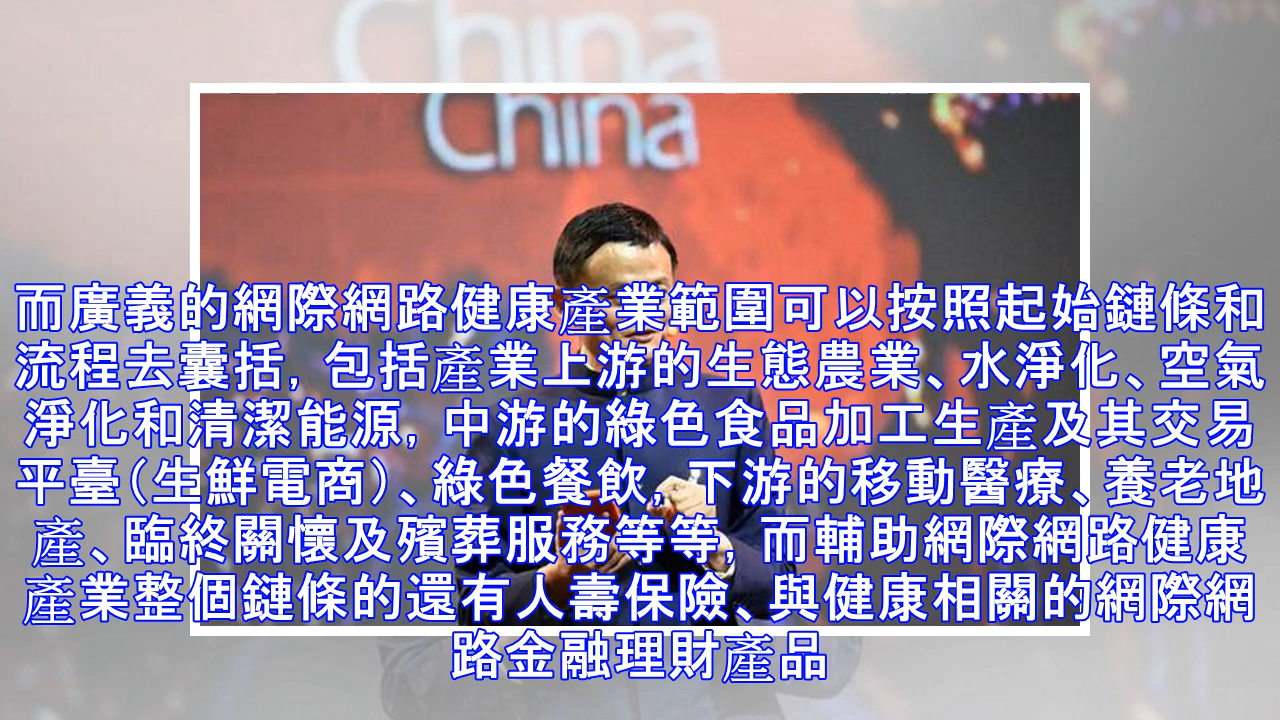 China
China
而廣義的網際網路健康產業範圍可以按照起始鏈條和
流程去囊括, 包括產業上游的生態農業、水淨化、空氣
淨化和清潔能源, 中游的綠色食品加工生產及其交易
平臺(生鮮電商)、綠色餐飲, 下游的移動醫療、養老地
產、臨終關懷及殯葬服務等等, 而輔助網際網路健康
產業整個鏈條的還有人壽保險、與健康相關的網際網
路金融理財產品